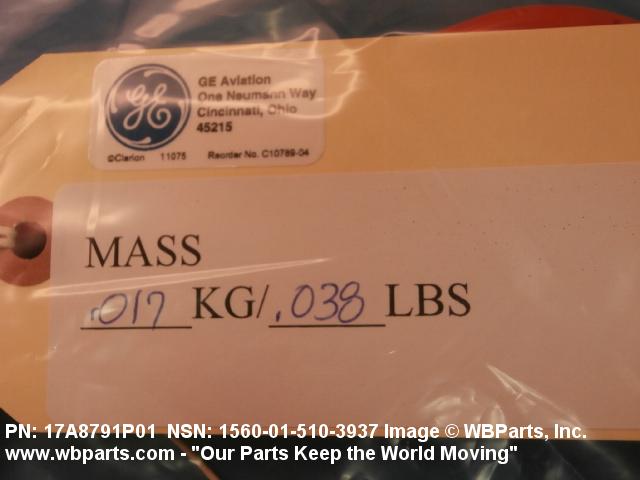 GE
GE Aviation
One Neumann Way
Cincinnati, Ohio
45215
©Clarion 11075 Reorder No. C10789-04
MASS
.017 KG/.038 LBS
PN: 17A8791P01 NSN: 1560-01-510-3937 Image © WBParts, Inc.
www.wbparts.com - "Our Parts Keep the World Moving"